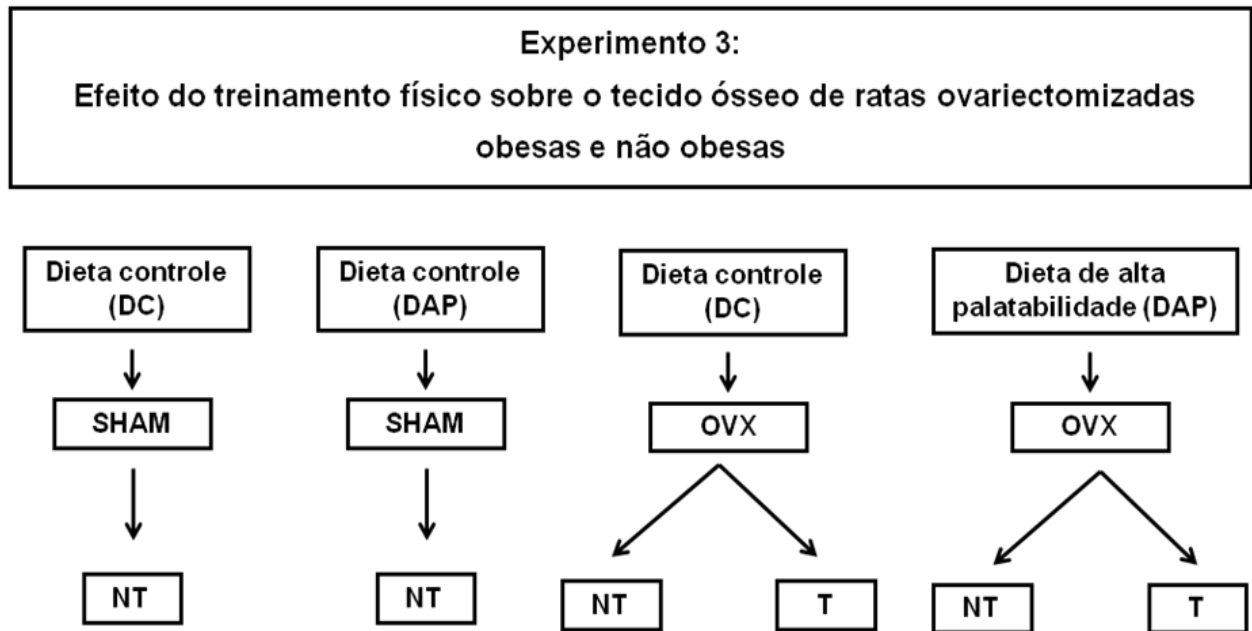 Experimento 3:
Efeito do treinamento físico sobre o tecido ósseo de ratas ovariectomizadas
obesas e não obesas
Dieta controle
(DC)
Dieta controle
(DAP)
Dieta controle
(DC)
Dieta de alta
palatabilidade (DAP)
SHAM
SHAM
OVX
OVX
NT
NT
NT
T
NT
T